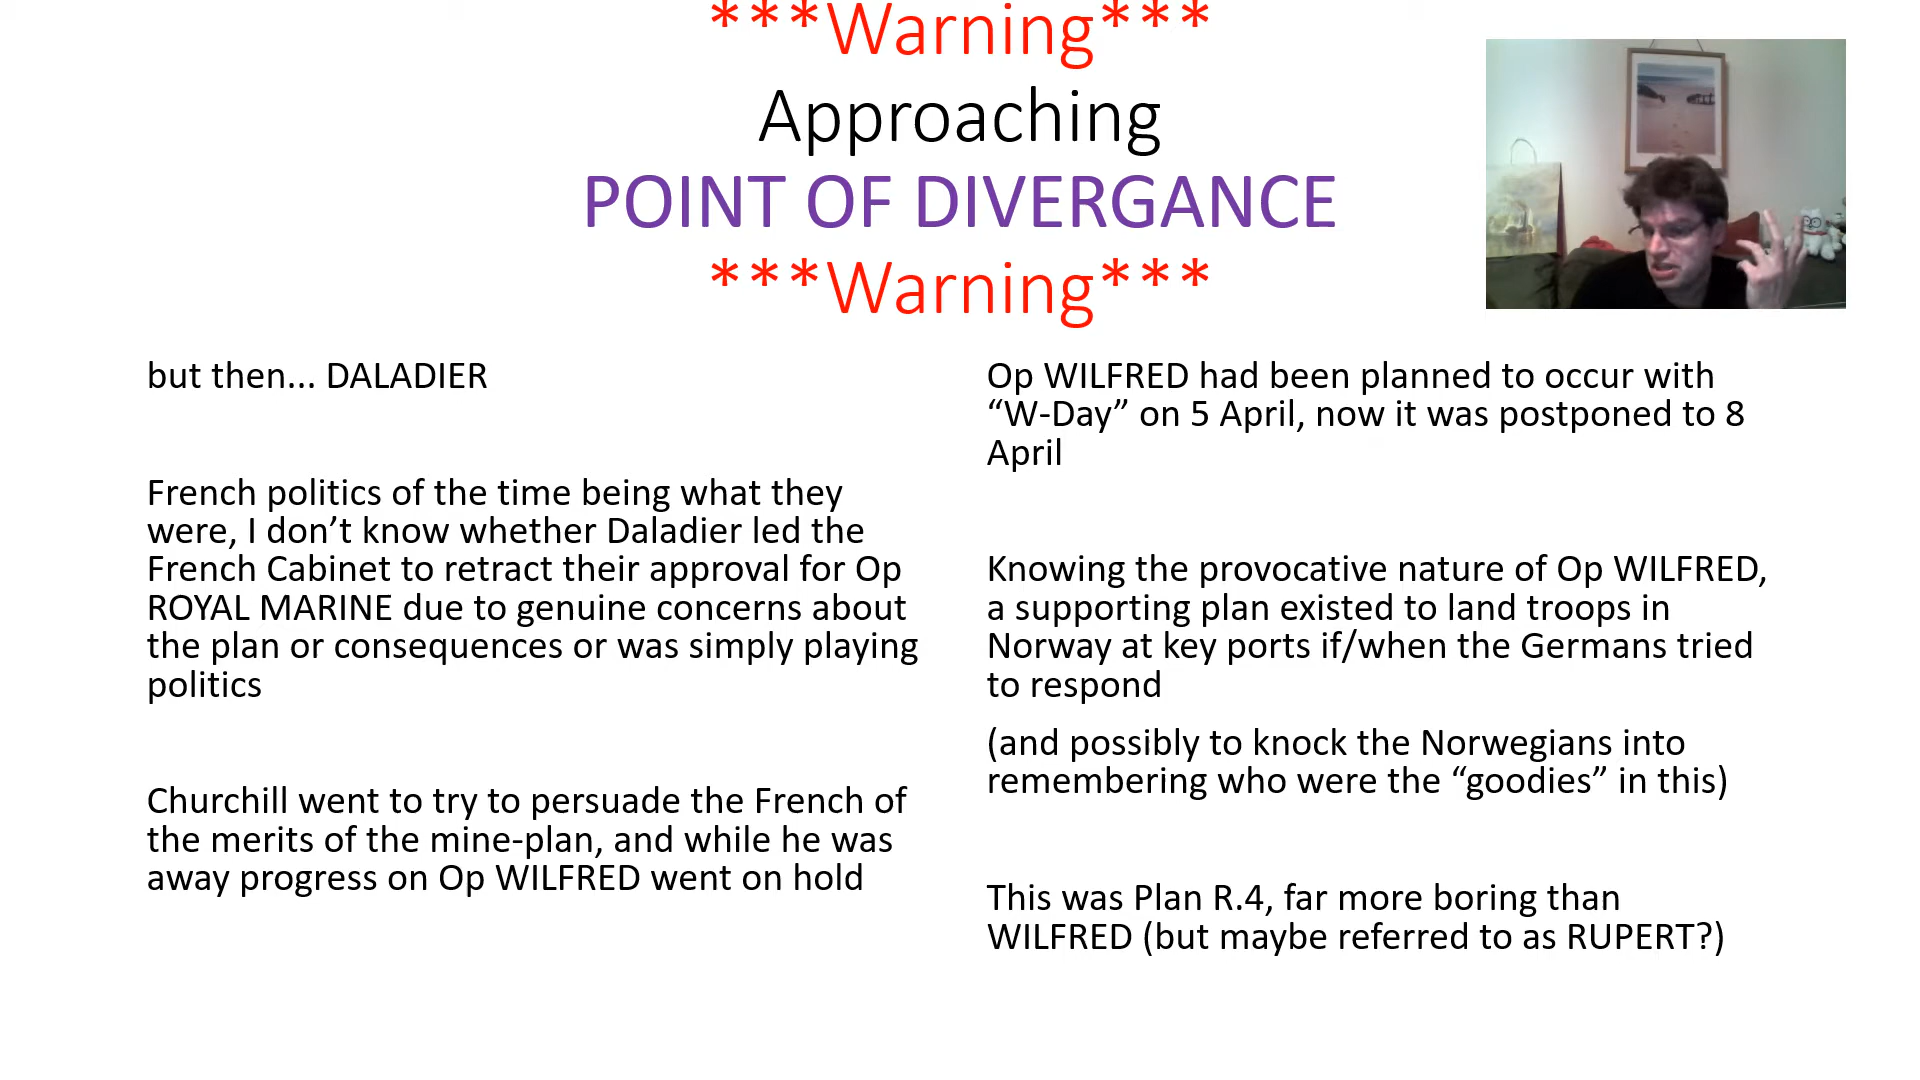 ***Warning***
Approaching
POINT OF DIVERGANCE
***Warning***
but then... DALADIER
French politics of the time being what they
were, I don’t know whether Daladier led the
French Cabinet to retract their approval for Op
ROYAL MARINE due to genuine concerns about
the plan or consequences or was simply playing
politics
Churchill went to try to persuade the French of
the merits of the mine-plan, and while he was
away progress on Op WILFRED went on hold
Op WILFRED had been planned to occur with
“W-Day” on 5 April, now it was postponed to 8
April
Knowing the provocative nature of Op WILFRED,
a supporting plan existed to land troops in
Norway at key ports if/when the Germans tried
to respond
(and possibly to knock the Norwegians into
remembering who were the “goodies” in this)
This was Plan R.4, far more boring than
WILFRED (but maybe referred to as RUPERT?)